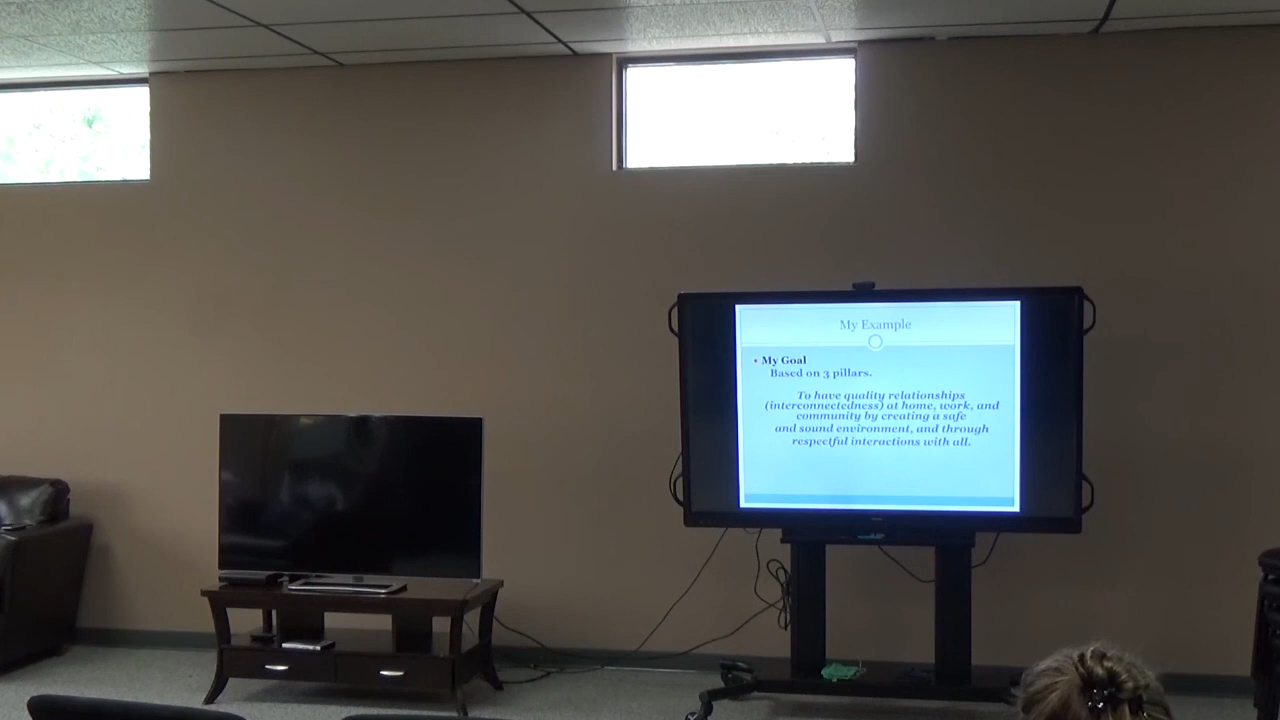 My Example
• My Goal
Based on 3 pillars.
To have quality relationships
(interconnectedness) at home, work, and
community by creating a safe
and sound environment, and through
respectful interactions with all.